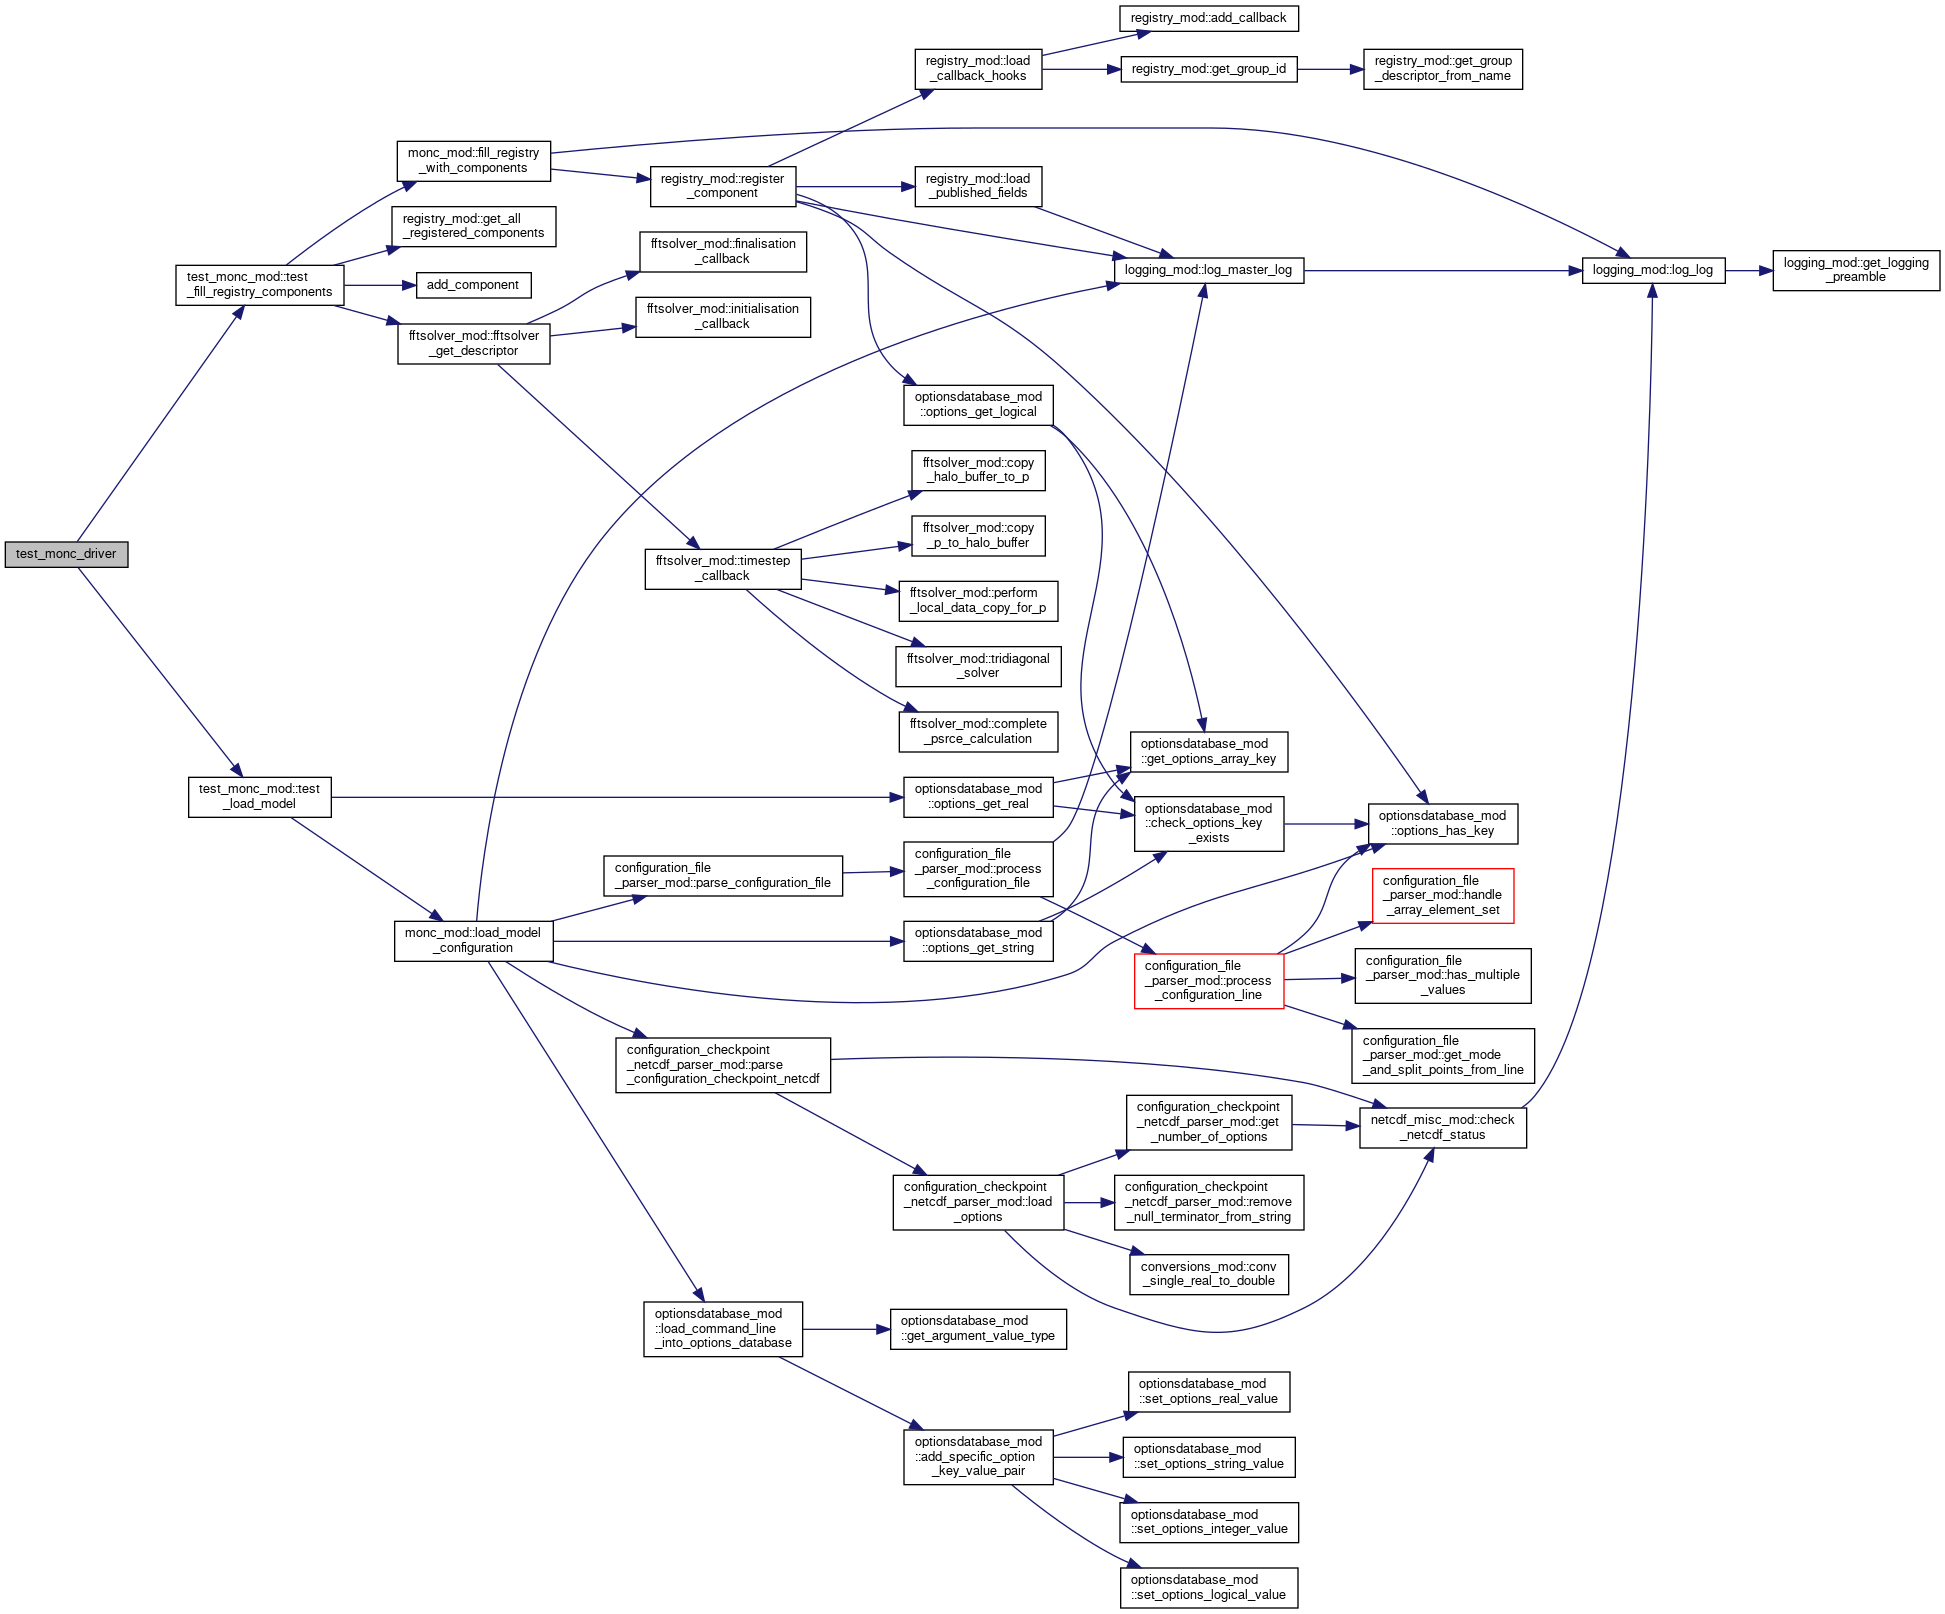 registry_mod::add_callback
registry_mod::load
_callback_hooks
registry_mod::get_group_id
registry_mod::get_group
_descriptor_from_name
monc_mod::fill_registry
_with_components
registry_mod::register
_component
registry_mod::load
_published_fields
registry_mod::get_all
_registered_components
fftsolver_mod::finalisation
_callback
test_monc_mod::test
_fill_registry_components
add_component
logging_mod::log_master_log
logging_mod::log_log
logging_mod::get_logging
_preamble
fftsolver_mod::initialisation
_callback
fftsolver_mod::fftsolver
_get_descriptor
optionsdatabase_mod
::options_get_logical
fftsolver_mod::copy
_halo_buffer_to_p
fftsolver_mod::copy
_p_to_halo_buffer
test_monc_driver
fftsolver_mod::timestep
_callback
fftsolver_mod::perform
_local_data_copy_for_p
fftsolver_mod::tridiagonal
_solver
fftsolver_mod::complete
_psrce_calculation
optionsdatabase_mod
::get_options_array_key
test_monc_mod::test
_load_model
optionsdatabase_mod
::options_get_real
optionsdatabase_mod
::check_options_key
_exists
optionsdatabase_mod
::options_has_key
configuration_file
_parser_mod::parse_configuration_file
configuration_file
_parser_mod::process
_configuration_file
configuration_file
_parser_mod::handle
_array_element_set
monc_mod::load_model
_configuration
optionsdatabase_mod
::options_get_string
configuration_file
_parser_mod::process
_configuration_line
configuration_file
_parser_mod::has_multiple
_values
configuration_file
_parser_mod::get_mode
_and_split_points_from_line
configuration_checkpoint
_netcdf_parser_mod::parse
_configuration_checkpoint_netcdf
configuration_checkpoint
_netcdf_parser_mod::get
_number_of_options
netcdf_misc_mod::check
_netcdf_status
configuration_checkpoint
_netcdf_parser_mod::load
_options
configuration_checkpoint
_netcdf_parser_mod::remove
_null_terminator_from_string
conversions_mod::conv
_single_real_to_double
optionsdatabase_mod
::load_command_line
_into_options_database
optionsdatabase_mod
::get_argument_value_type
optionsdatabase_mod
::set_options_real_value
optionsdatabase_mod
::add_specific_option
_key_value_pair
optionsdatabase_mod
::set_options_string_value
optionsdatabase_mod
::set_options_integer_value
optionsdatabase_mod
::set_options_logical_value